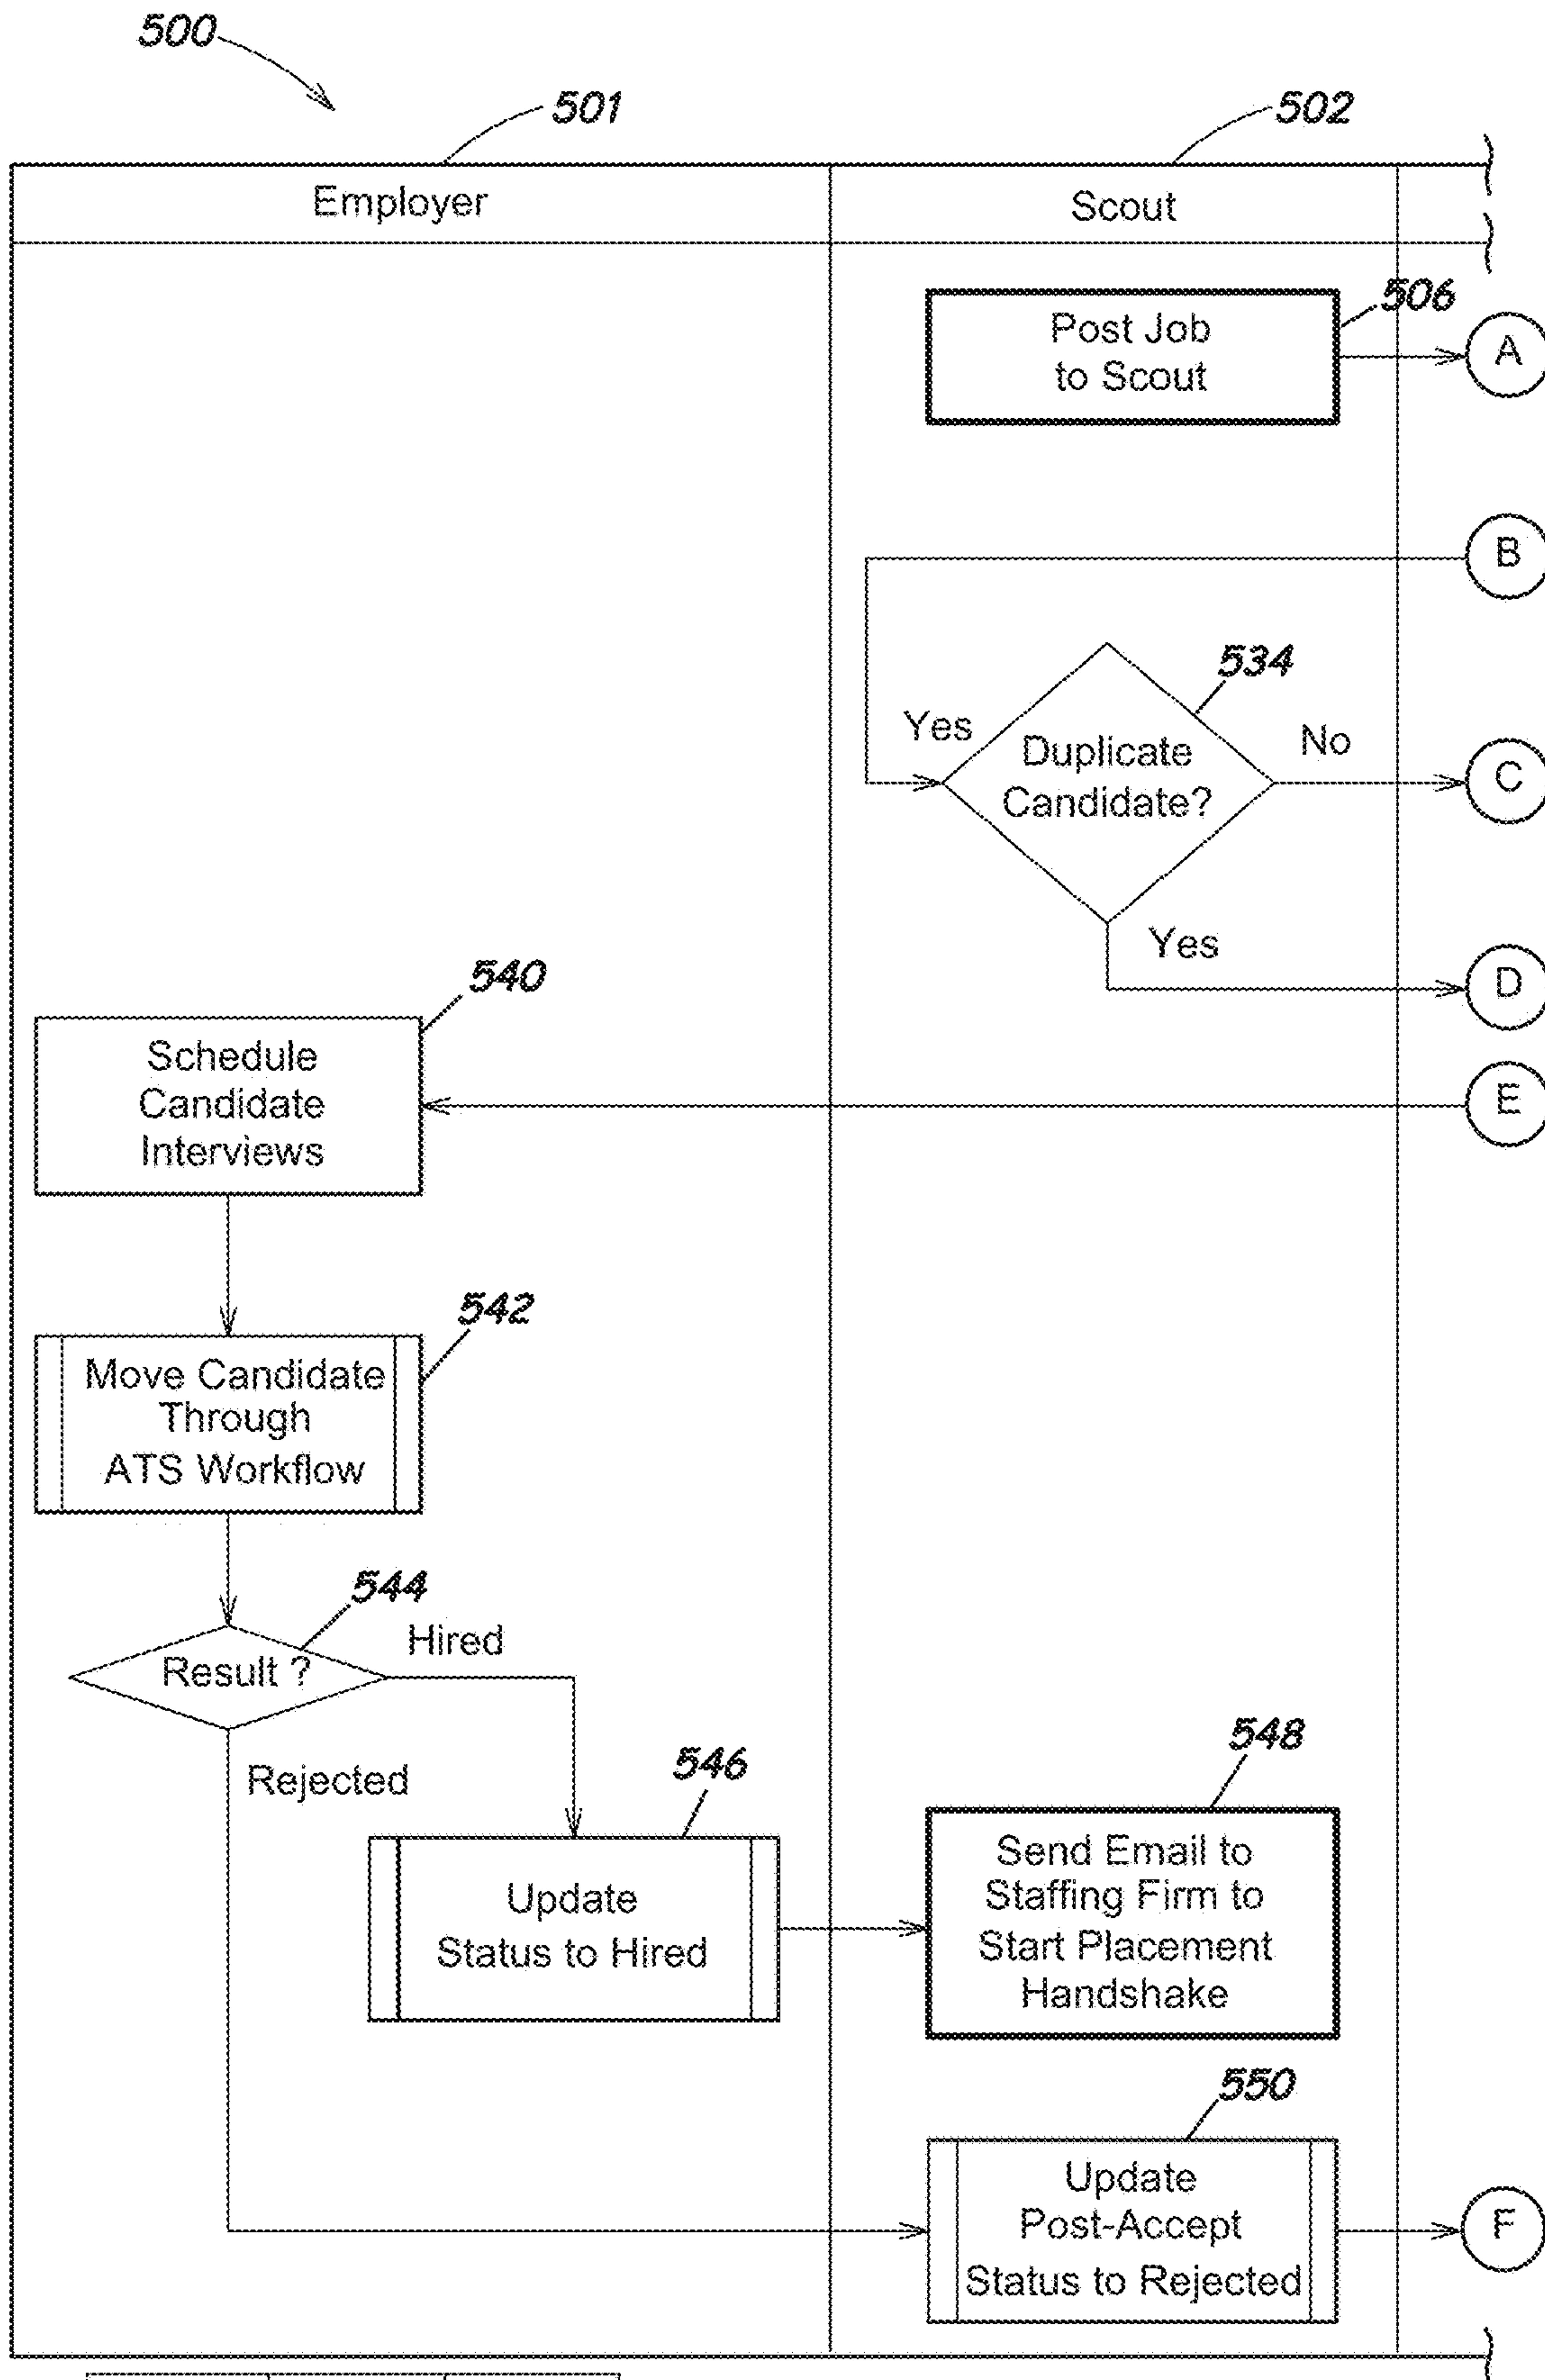 500
501
502
Employer
Scout
506
Post Job
to Scout
A
B
534
Yes
Duplicate
Candidate?
No
C
Yes
D
540
Schedule
Candidate
Interviews
E
542
Move Candidate
Through
ATS Workflow
544
Result ?
Hired
Rejected
546
Update
Status to Hired
548
Send Email to
Staffing Firm to
Start Placement
Handshake
550
Update
Post-Accept
Status to Rejected
F